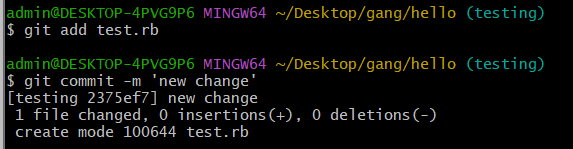 admin@DESKTOP-4PVG9P6 MINGW64 ~/Desktop/gang/hello (testing)
$ git add test.rb
admin@DESKTOP-4PVG9P6 MINGW64 ~/Desktop/gang/hello (testing)
$ git commit -m 'new change'
[testing 2375ef7] new change
 1 file changed, 0 insertions(+), 0 deletions(-)
 create mode 100644 test.rb